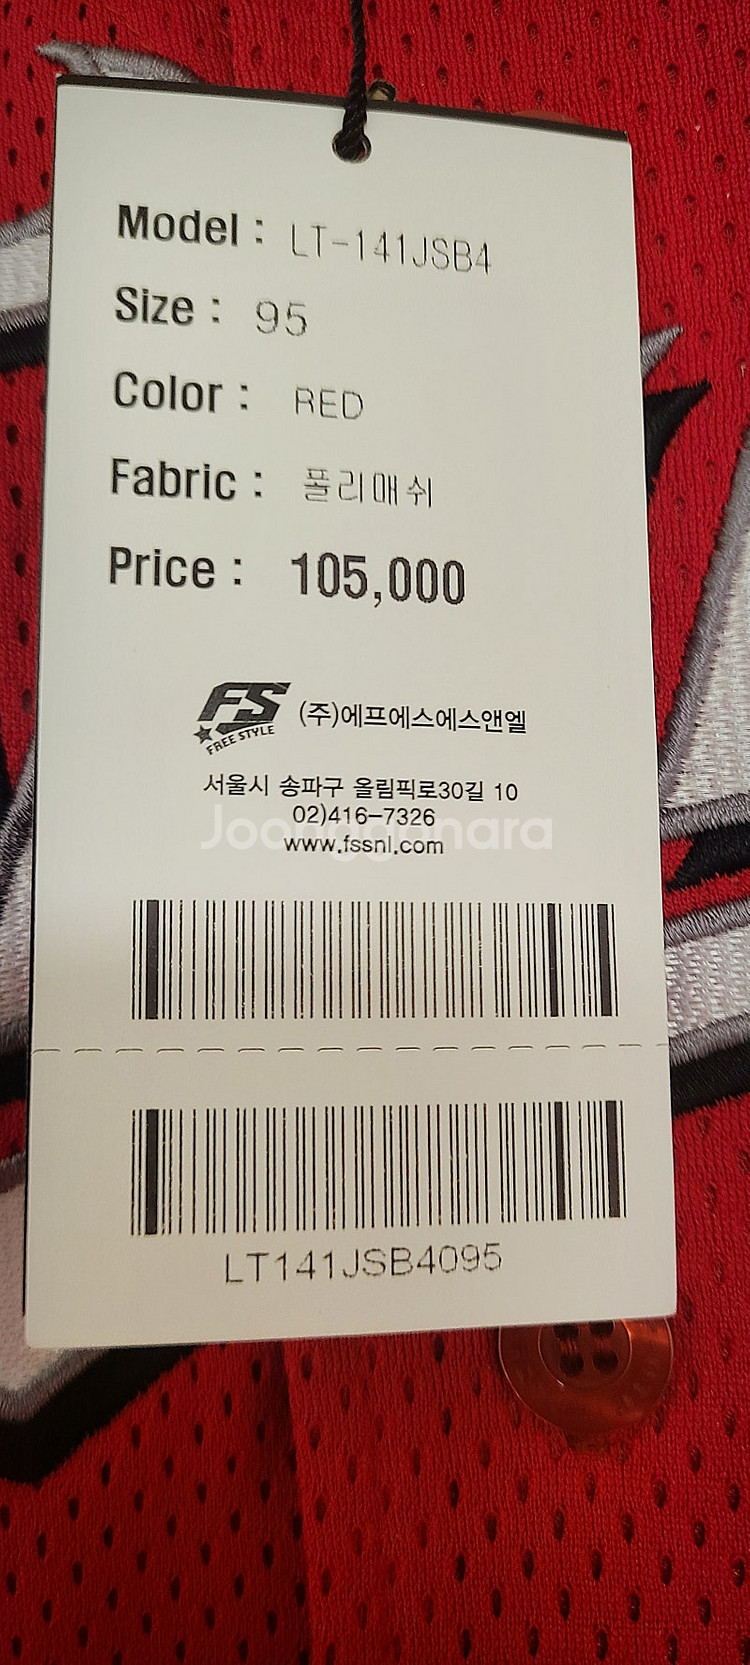 Model : LT-141JSB4
Size : 95
Color : RED
Fabric : 폴리매쉬
Price : 105,000
FS FREE STYLE (주)에프에스에스앤엘
서울시 송파구 올림픽로30길 10
02)416-7326
Joonggonara
www.fssnl.com
LT141JSB4095